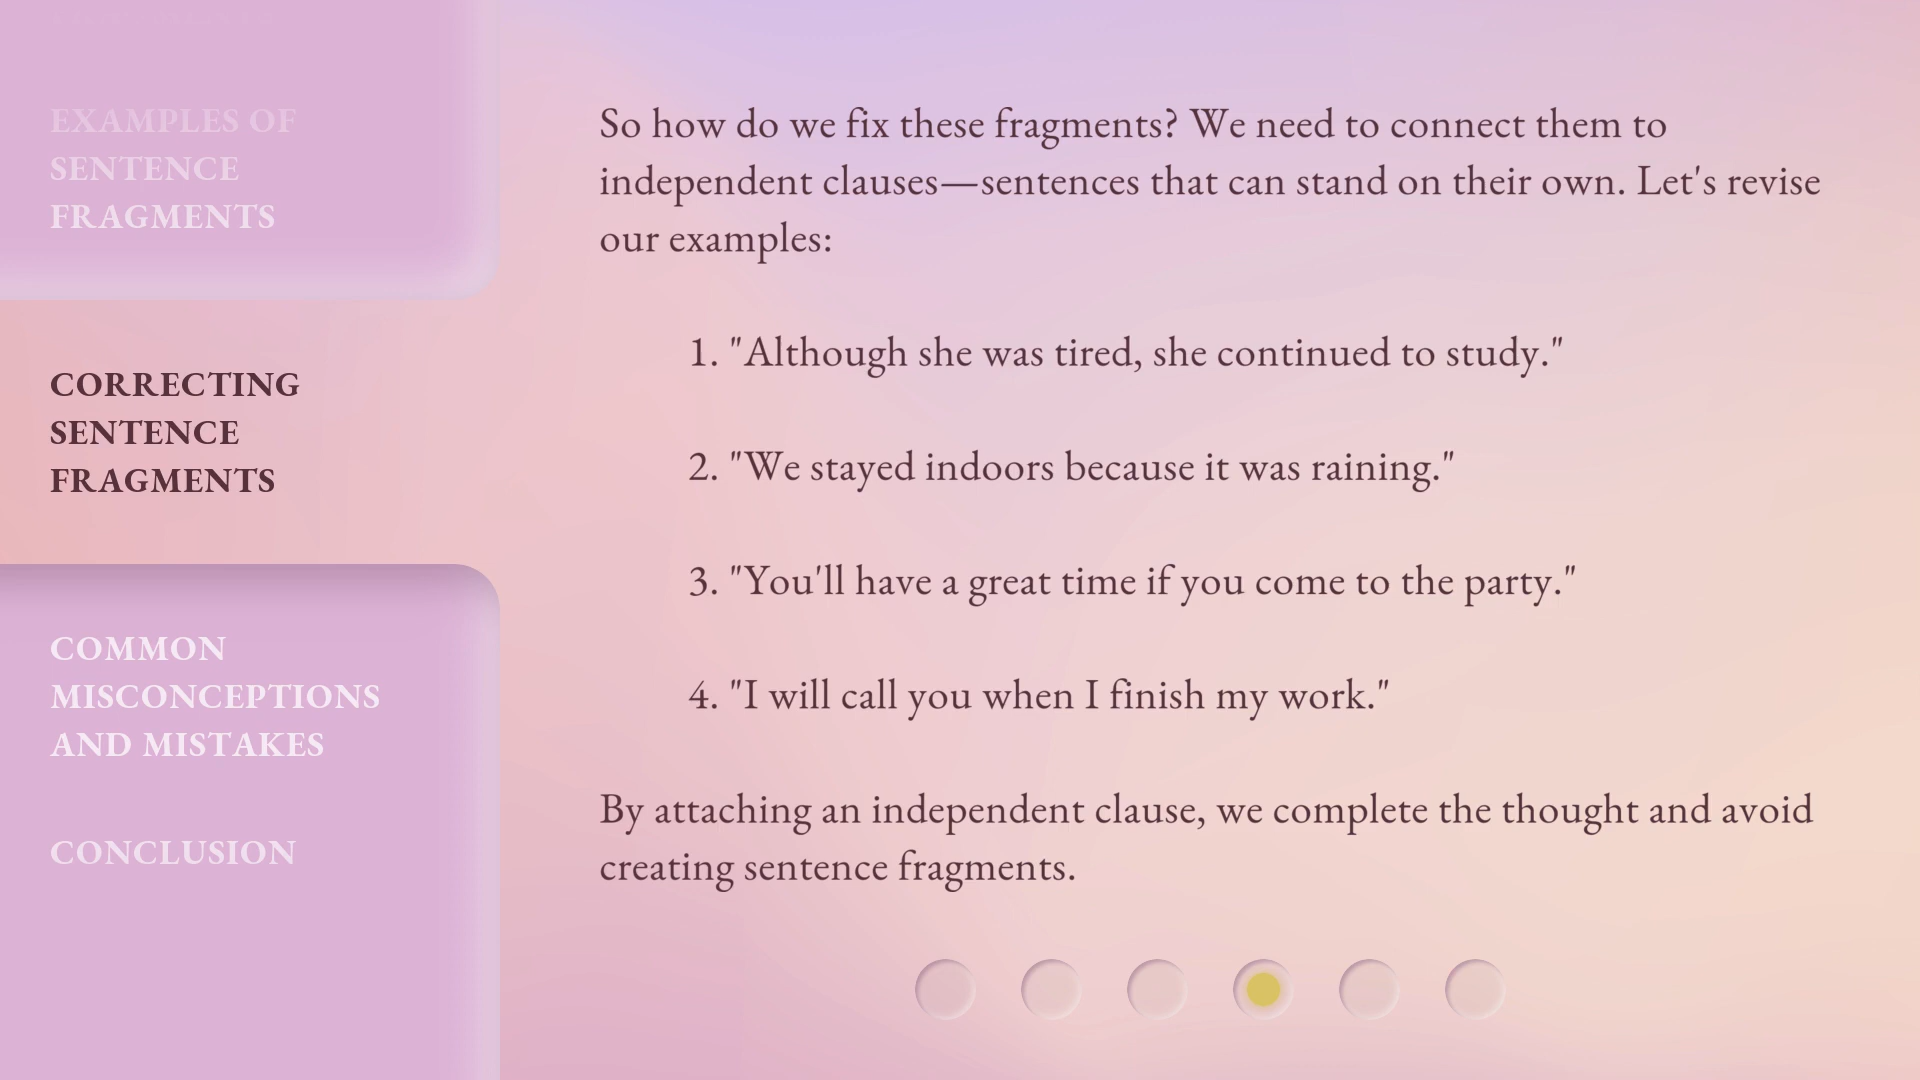 EXAMPLES OF
SENTENCE
FRAGMENTS
CORRECTING
SENTENCE
FRAGMENTS
COMMON
MISCONCEPTIONS
AND MISTAKES
CONCLUSION
So how do we fix these fragments? We need to connect them to
independent clauses—sentences that can stand on their own. Let's revise
our examples:
1. "Although she was tired, she continued to study."
2. "We stayed indoors because it was raining."
3. "You'll have a great time if you come to the party."
4. "I will call you when I finish my work."
By attaching an independent clause, we complete the thought and avoid
creating sentence fragments.